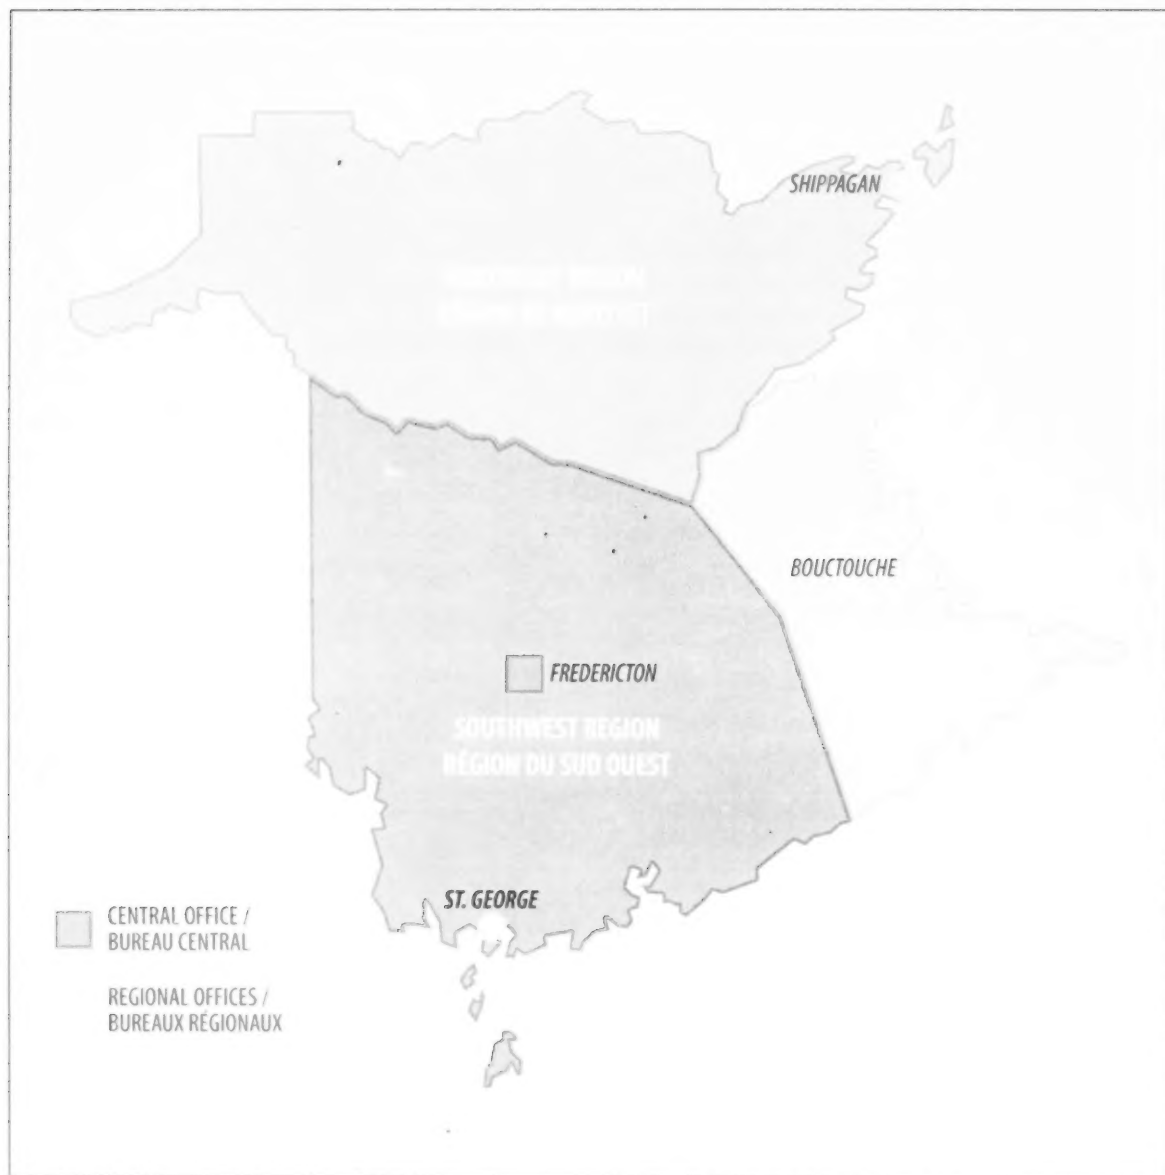 SHIPPAGAN
BOUCTOUCHE
FREDERICTON
SOUTHWEST REGION
RÉGION DU SUD OUEST
ST. GEORGE
CENTRAL OFFICE /
BUREAU CENTRAL
REGIONAL OFFICES /
BUREAUX RÉGIONAUX